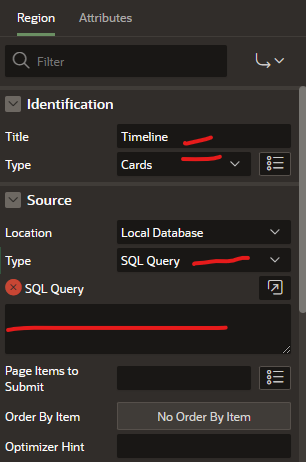 Region Attributes
Filter
Identification
Title Timeline
Type Cards
Source
Location Local Database
Type SQL Query
SQL Query
Page Items to
Submit
Order By Item No Order By Item
Optimizer Hint